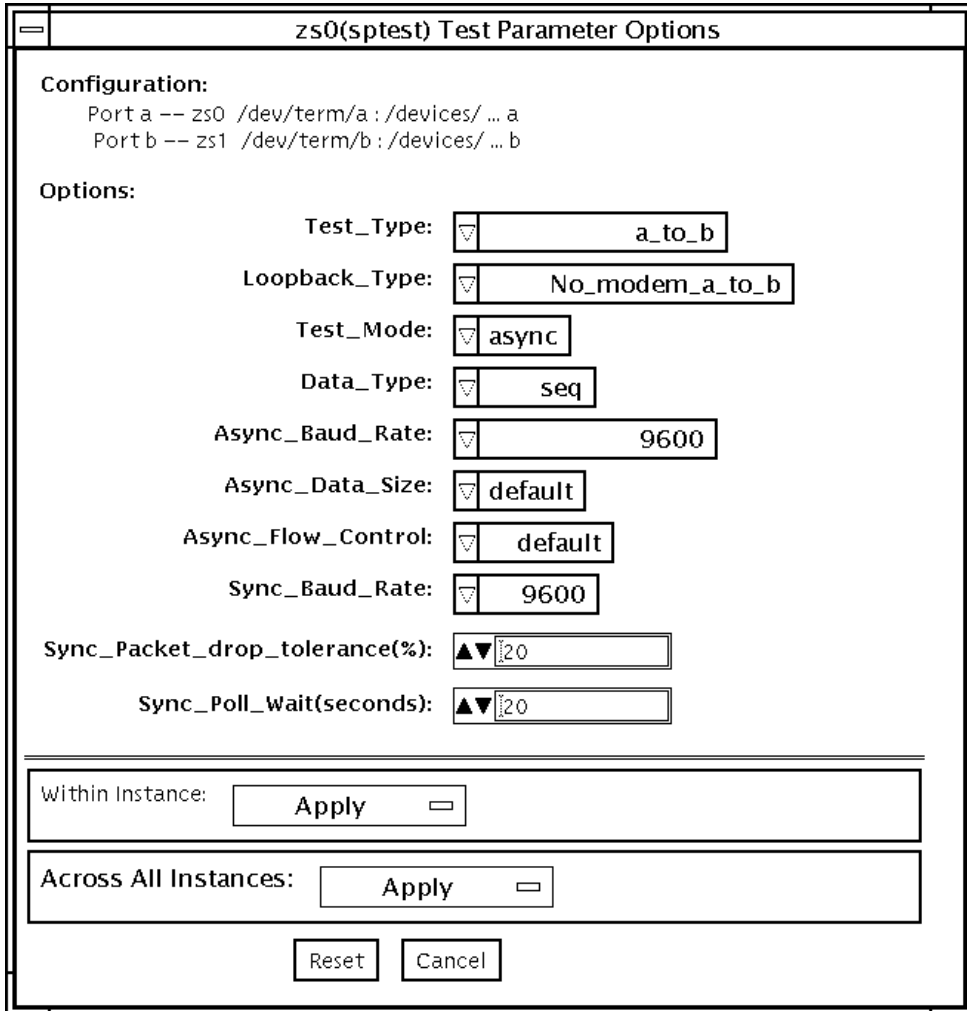 zs0(sptest) Test Parameter Options
Configuration:
Port a -- zs0 /dev/term/a : /devices/ ... a
Port b -- zs1 /dev/term/b : /devices/ ... b
Options:
Test_Type: a_to_b
Loopback_Type: No_modem_a_to_b
Test_Mode: async
Data_Type: seq
Async_Baud_Rate: 9600
Async_Data_Size: default
Async_Flow_Control: default
Sync_Baud_Rate: 9600
Sync_Packet_drop_tolerance(%): 20
Sync_Poll_Wait(seconds): 20
Within Instance: Apply
Across All Instances: Apply
Reset Cancel